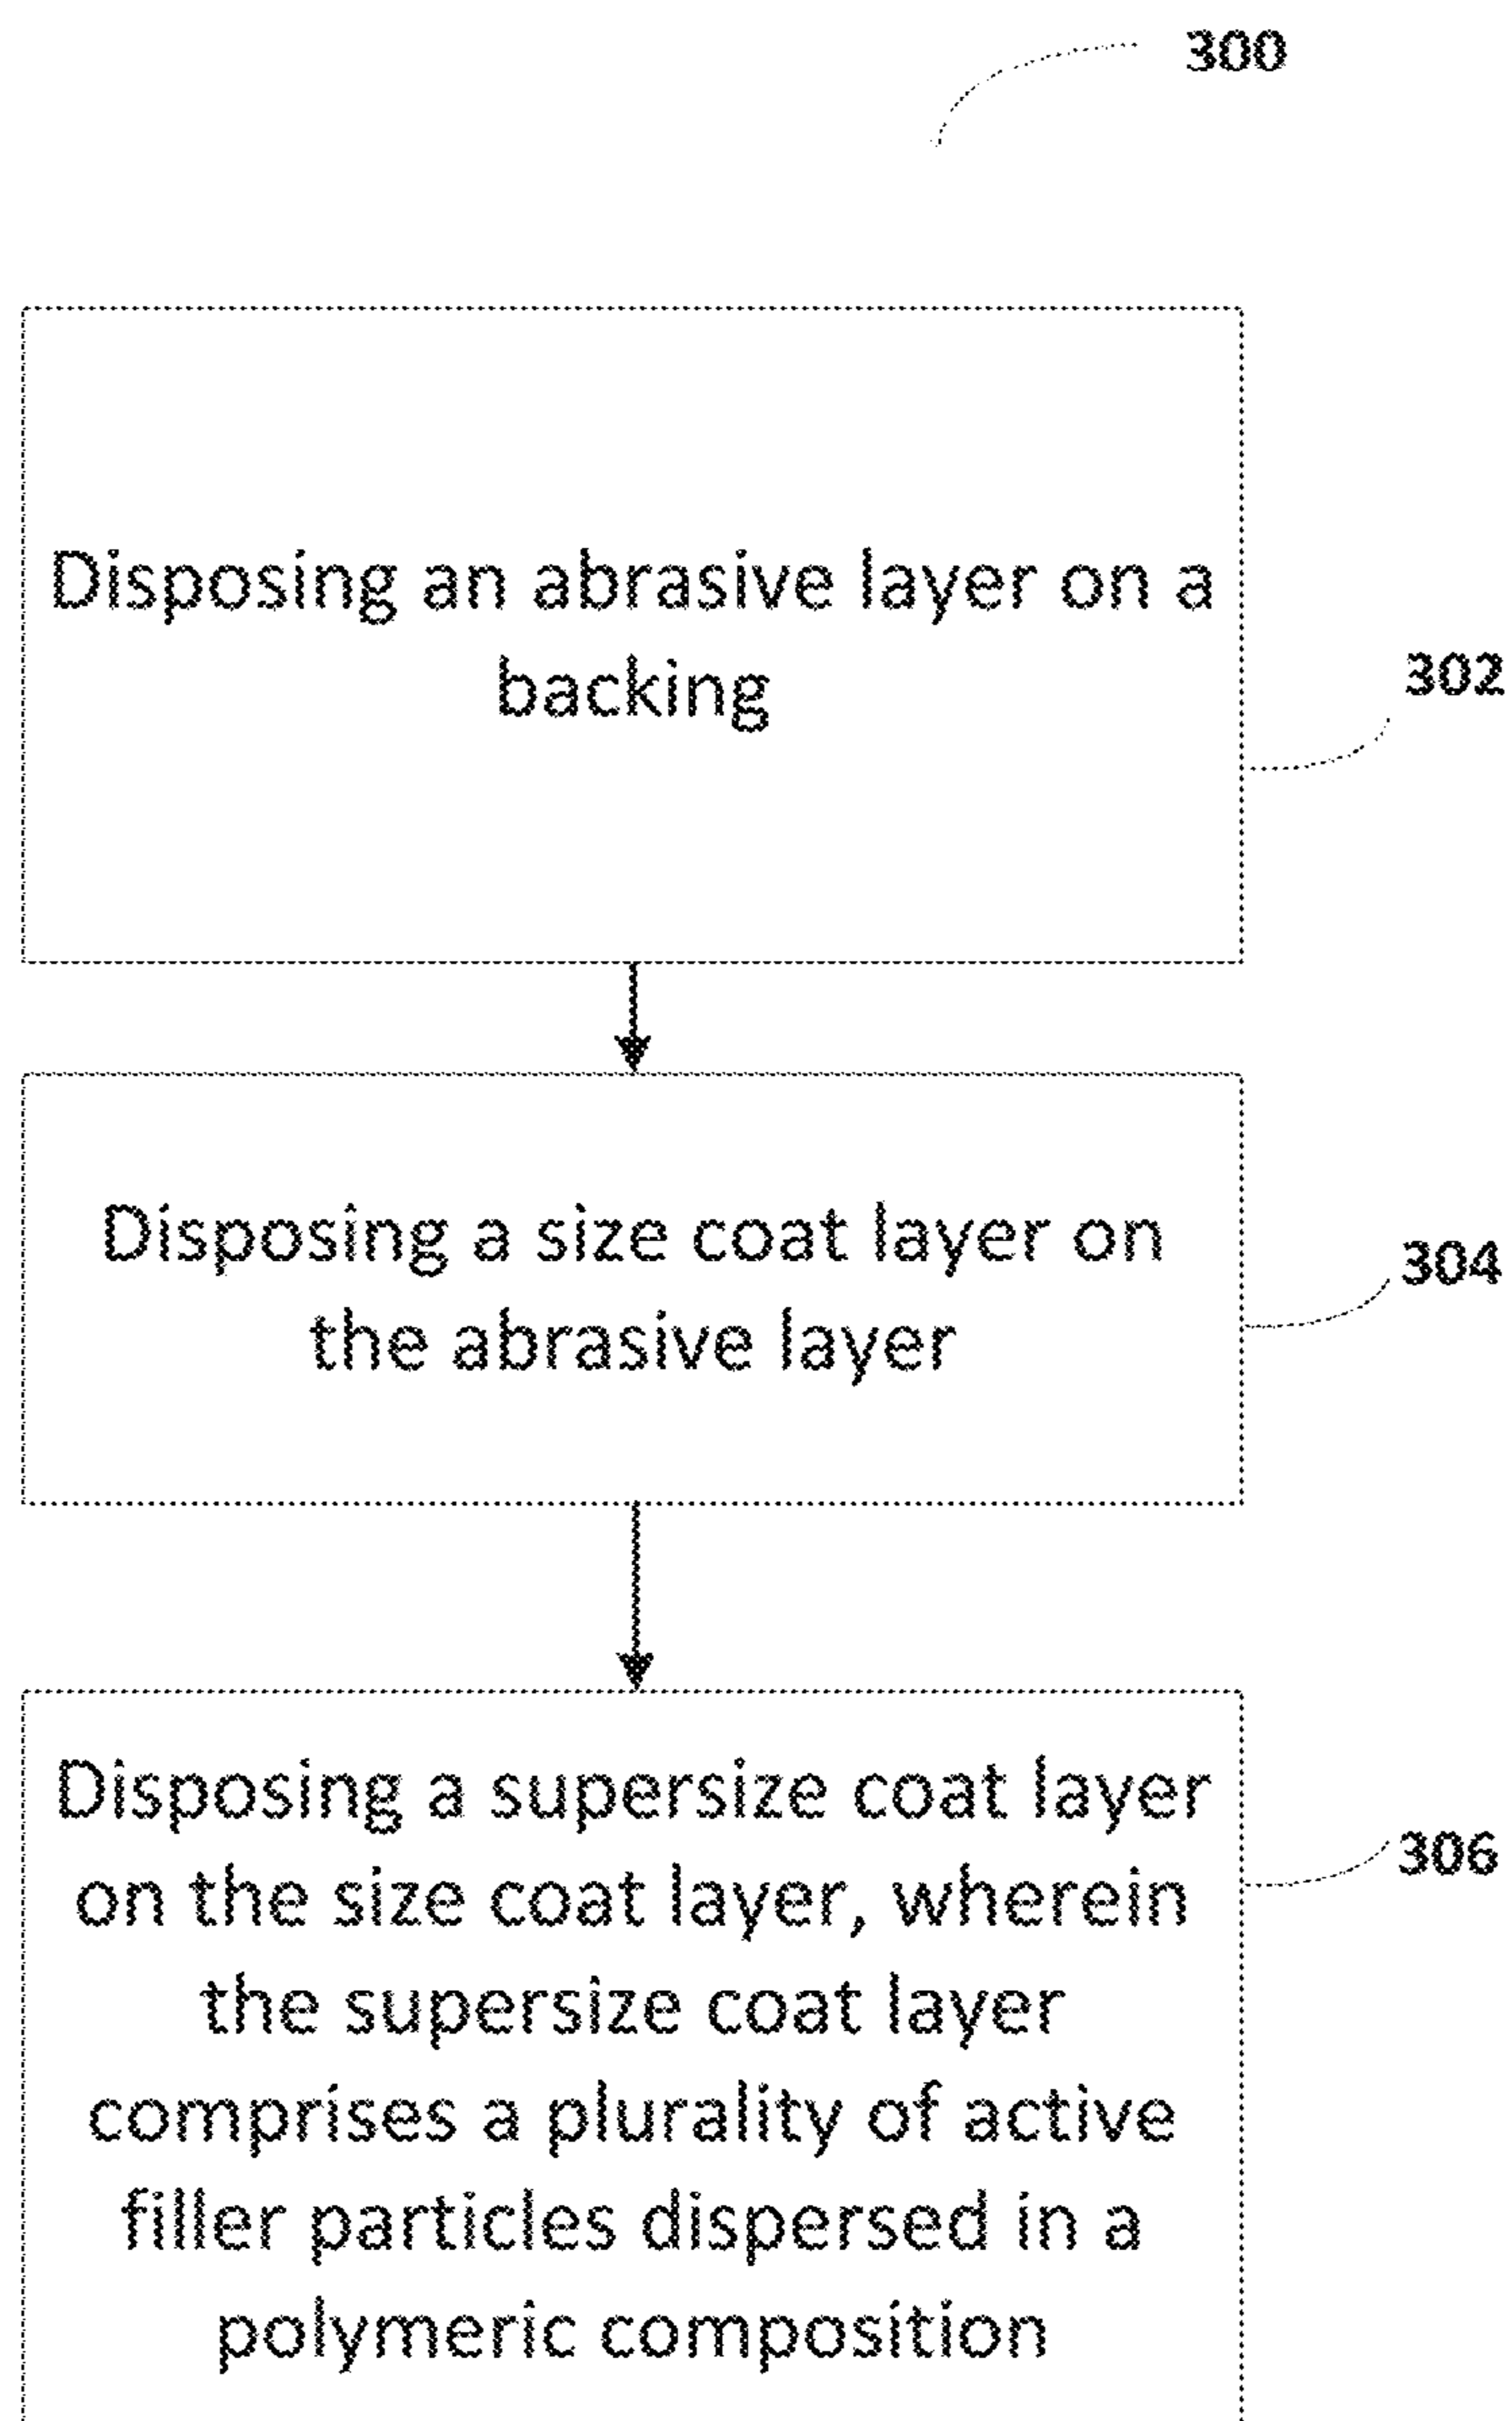 300
Disposing an abrasive layer on a
backing
302
Disposing a size coat layer on
the abrasive layer
304
Disposing a supersize coat layer
on the size coat layer, wherein
the supersize coat layer
comprises a plurality of active
filler particles dispersed in a
polymeric composition
306